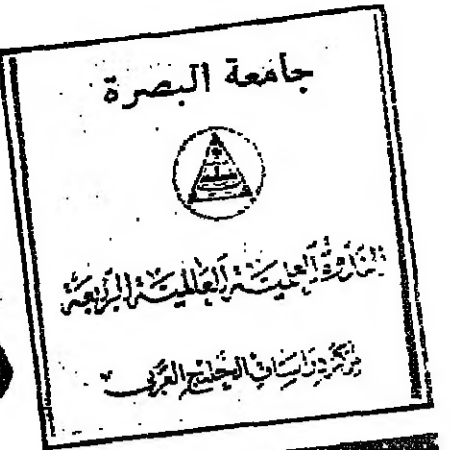 جامعة البصرة
الندوة العلمية العالمية الرابعة
مركز دراسات الخليج العربي